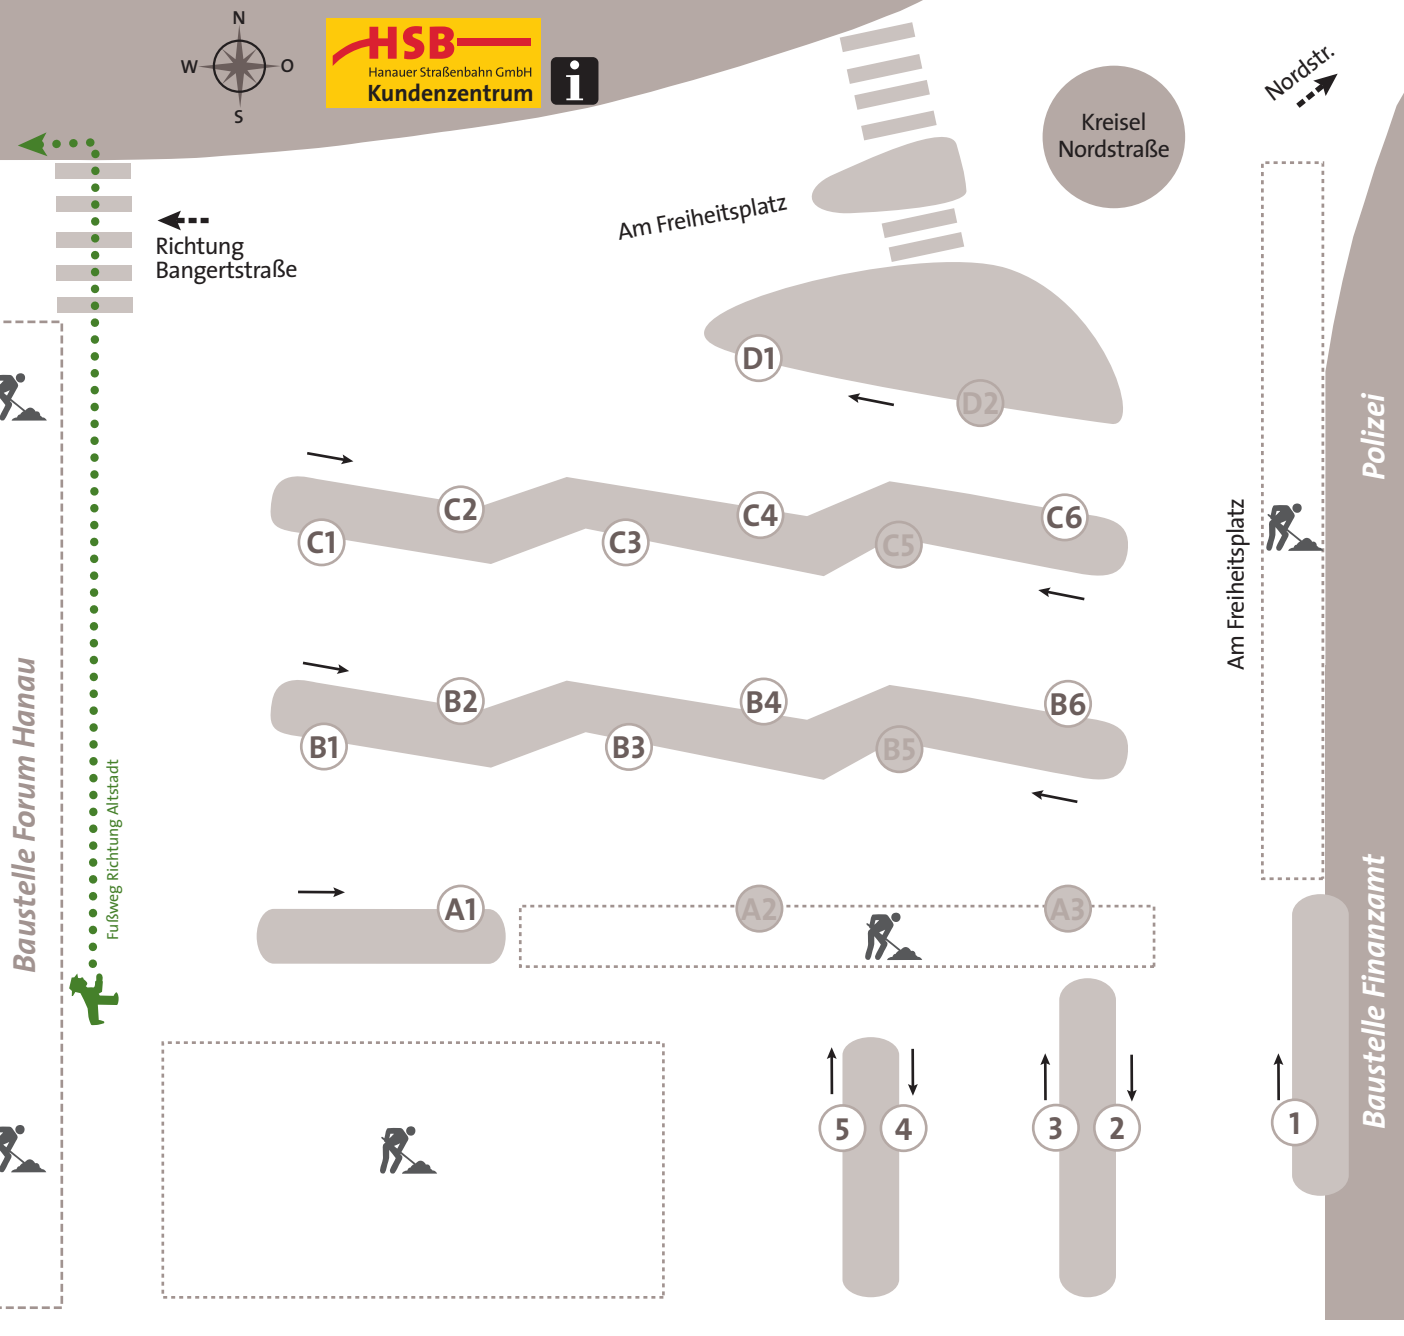 N
W
O
S
HSB
Hanauer Straßenbahn GmbH
Kundenzentrum
i
Nordstr.
Kreisel
Nordstraße
Am Freiheitsplatz
Richtung
Bangertstraße
D1
D2
Polizei
C2
C4
C6
C1
C3
C5
Am Freiheitsplatz
B2
B4
B6
B1
B3
B5
Baustelle Forum Hanau
Fußweg Richtung Altstadt
A1
A2
A3
Baustelle Finanzamt
5
4
3
2
1